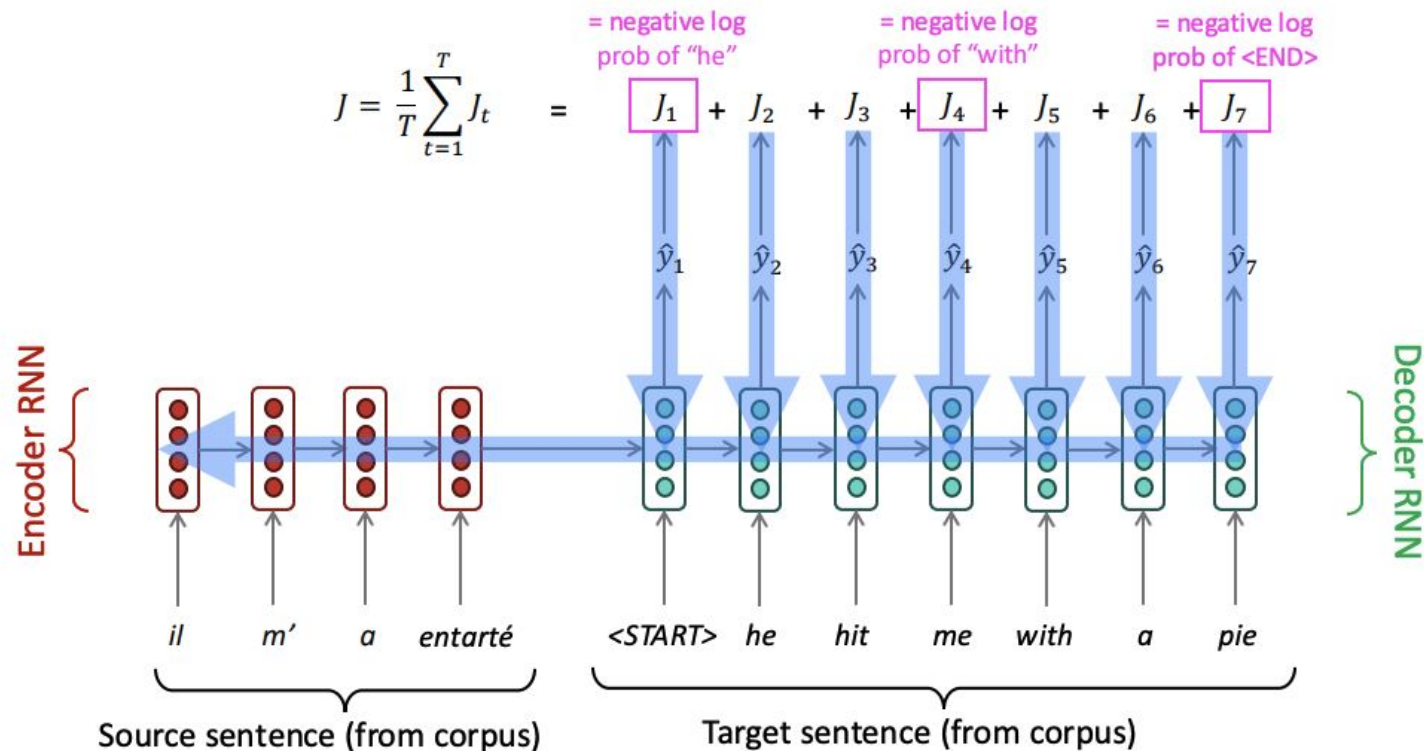 = negative log
prob of “he”
= negative log
prob of “with”
= negative log
prob of <END>
J = 1/T ∑_{t=1}^{T} J_t = J₁ + J₂ + J₃ + J₄ + J₅ + J₆ + J₇
ŷ₁ ŷ₂ ŷ₃ ŷ₄ ŷ₅ ŷ₆ ŷ₇
Encoder RNN
Decoder RNN
il m’ a entarté <START> he hit me with a pie
Source sentence (from corpus)
Target sentence (from corpus)